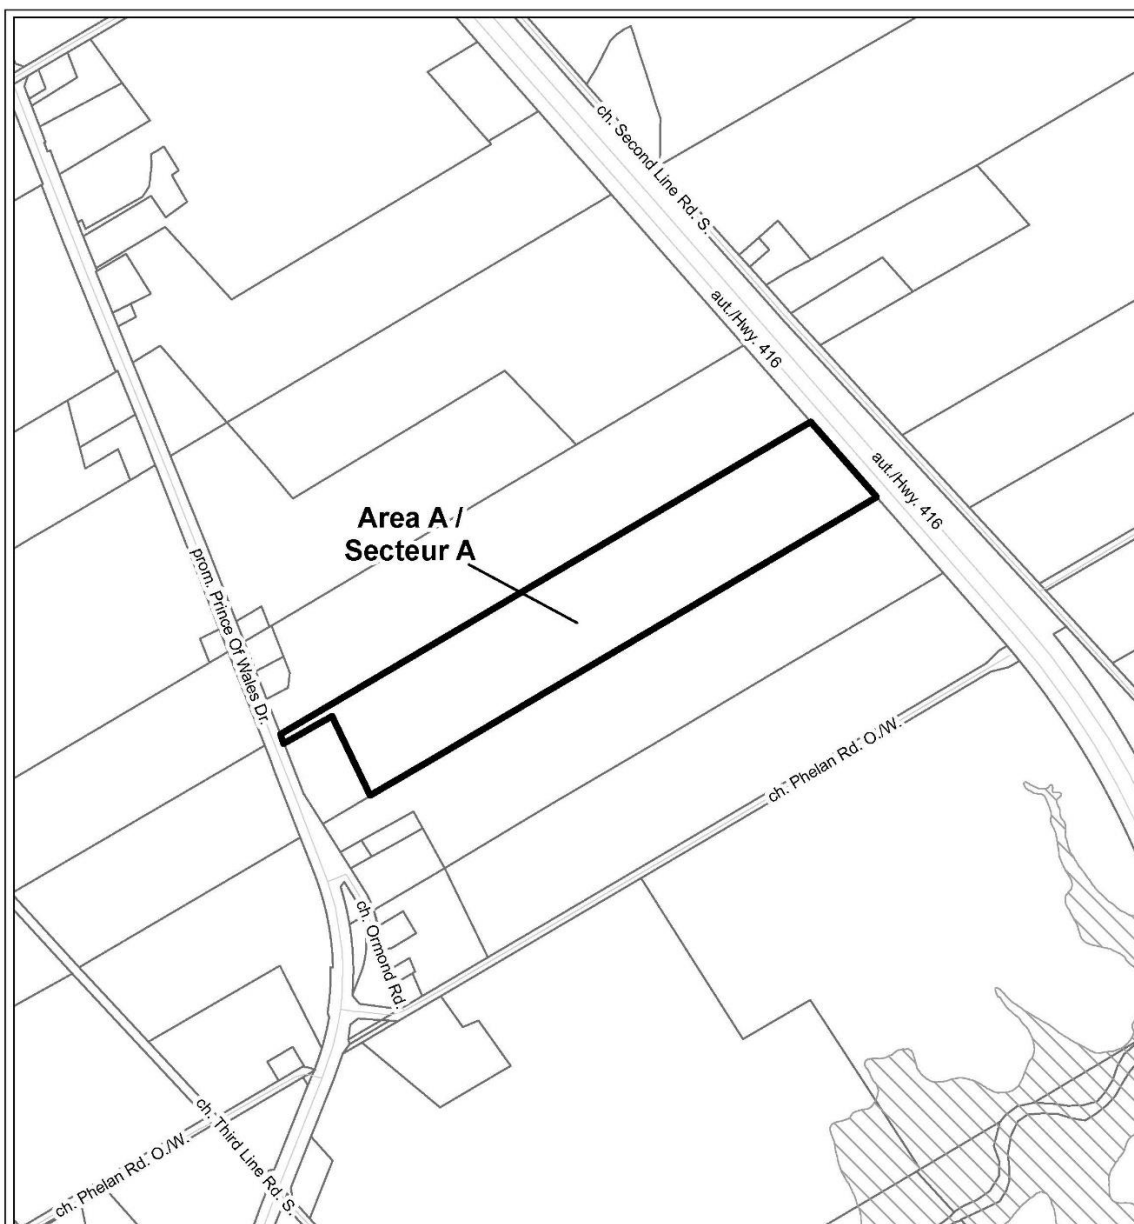 ch. Second Line Rd. S.
aut./Hwy. 416
aut./Hwy. 416
Area A /
Secteur A
prom. Prince Of Wales Dr.
ch. Phelan Rd. O./W.
ch. Ormond Rd.
ch. Third Line Rd. S.
ch. Phelan Rd. O./W.